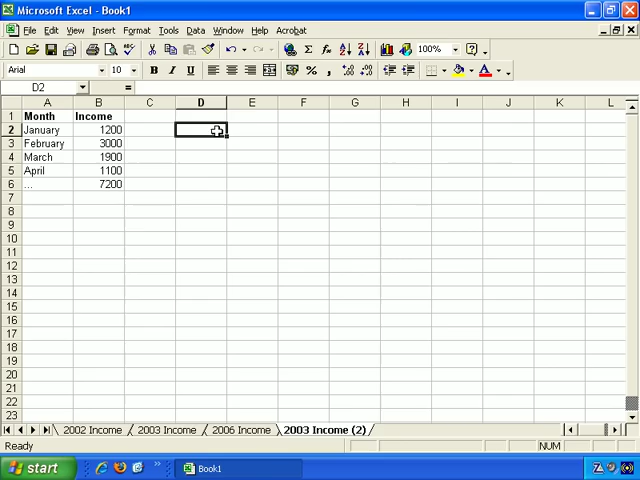 Microsoft Excel - Book1
File Edit View Insert Format Tools Data Window Help Acrobat
100%
Arial 10 B I U $ % ,
D2 =
A B C D E F G H I J K L
1 Month Income
2 January 1200
3 February 3000
4 March 1900
5 April 1100
6 ... 7200
7
8
9
10
11
12
13
14
15
16
17
18
19
20
21
22
23
2002 Income 2003 Income 2006 Income 2003 Income (2)
Ready NUM
start Book1